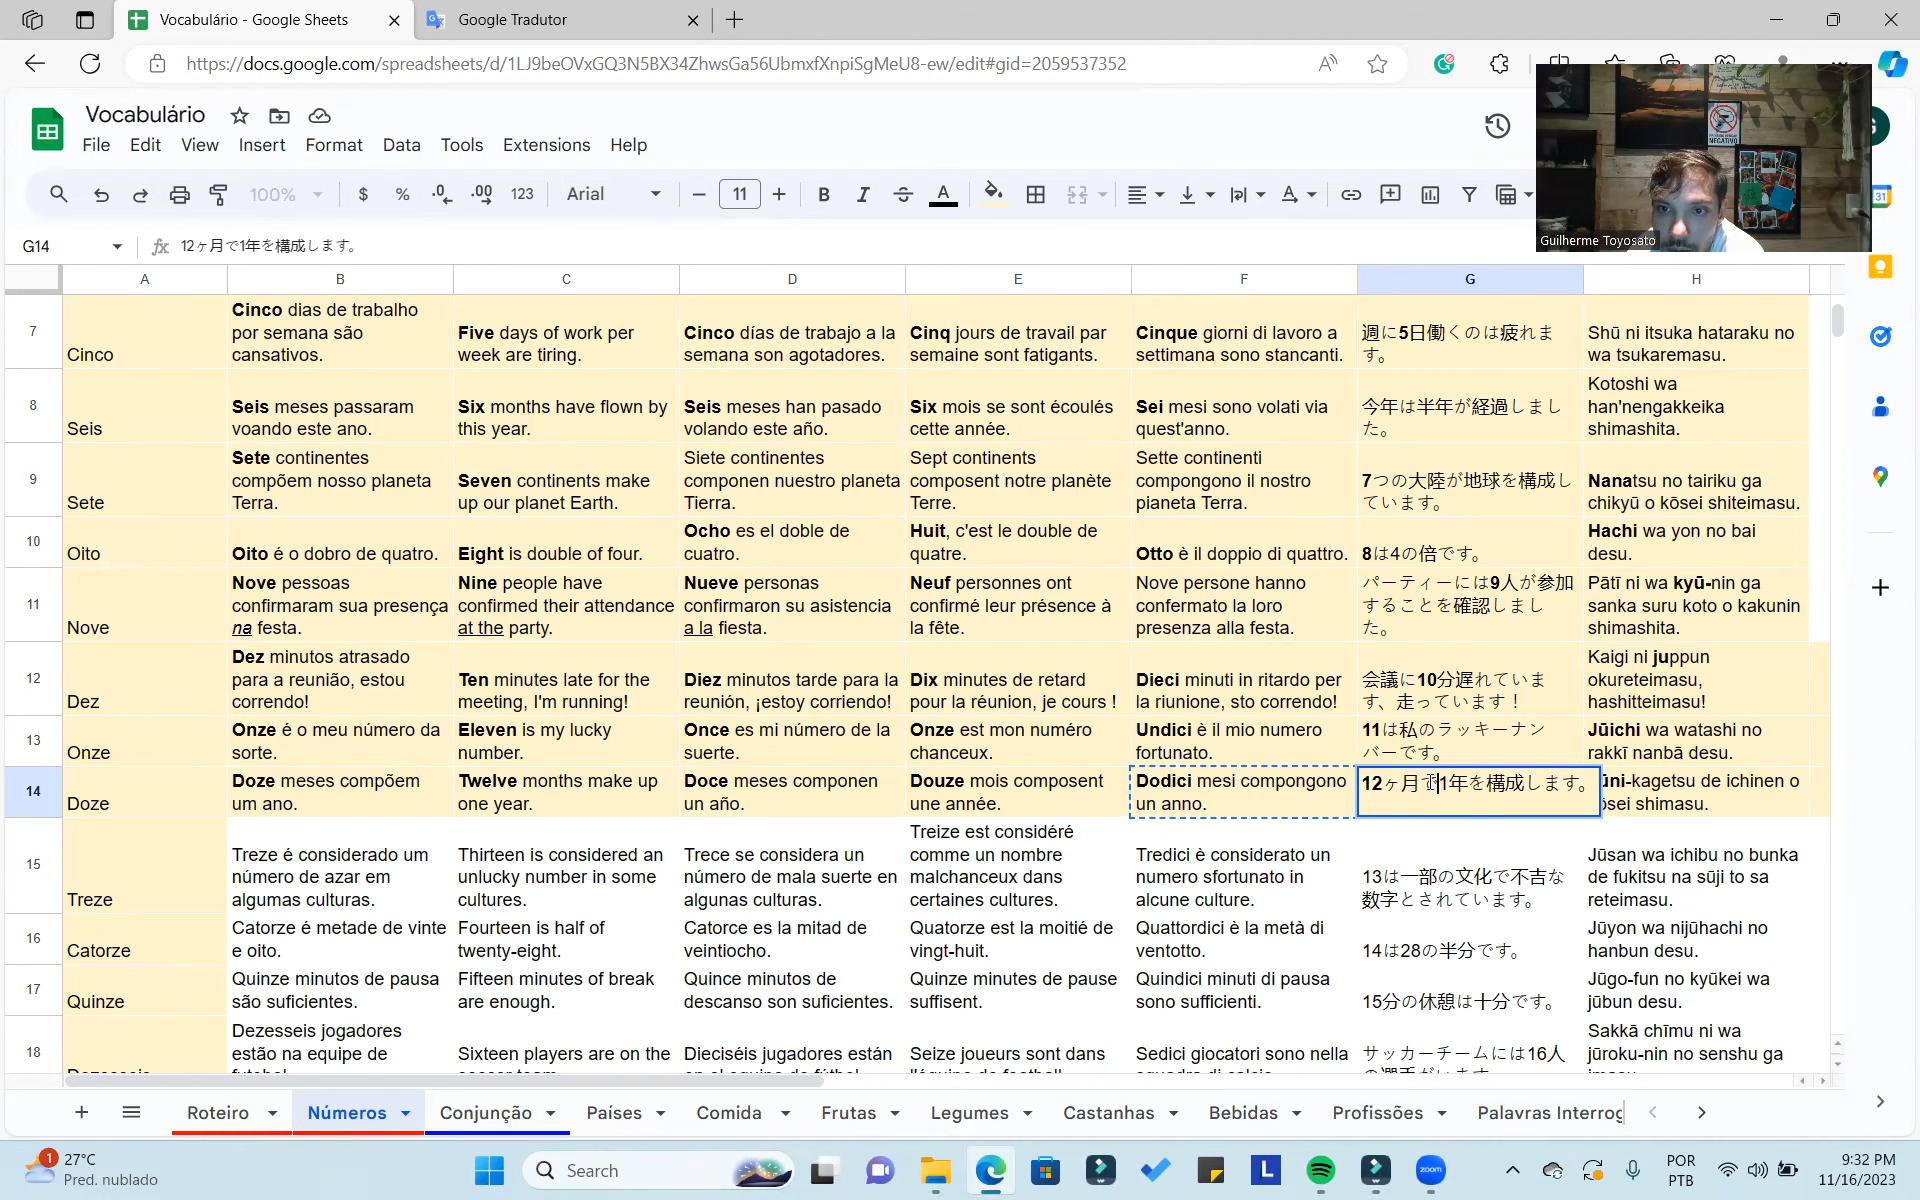 Vocabulário - Google Sheets
Google Tradutor
https://docs.google.com/spreadsheets/d/1LJ9beOVxGQ3N5BX34ZhwsGa56UbmxfXnpiSgMeU8-ew/edit#gid=2059537352
Vocabulário
File Edit View Insert Format Data Tools Extensions Help
100% $ % .0 .00 123 Arial 11
G14 12ヶ月で1年を構成します。
NEGATIVO
Guilherme Toyosato
31
A B C D E F G H
7
Cinco
Cinco dias de trabalho
por semana são
cansativos.
Five days of work per
week are tiring.
Cinco días de trabajo a la
semana son agotadores.
Cinq jours de travail par
semaine sont fatigants.
Cinque giorni di lavoro a
settimana sono stancanti.
週に5日働くのは疲れま
す。
Shū ni itsuka hataraku no
wa tsukaremasu.
8
Seis
Seis meses passaram
voando este ano.
Six months have flown by
this year.
Seis meses han pasado
volando este año.
Six mois se sont écoulés
cette année.
Sei mesi sono volati via
quest'anno.
今年は半年が経過しまし
た。
Kotoshi wa
han'nengakkeika
shimashita.
9
Sete
Sete continentes
compõem nosso planeta
Terra.
Seven continents make
up our planet Earth.
Siete continentes
componen nuestro planeta
Tierra.
Sept continents
composent notre planète
Terre.
Sette continenti
compongono il nostro
pianeta Terra.
7つの大陸が地球を構成し
ています。
Nanatsu no tairiku ga
chikyū o kōsei shiteimasu.
10
Oito
Oito é o dobro de quatro.
Eight is double of four.
Ocho es el doble de
cuatro.
Huit, c'est le double de
quatre.
Otto è il doppio di quattro.
8は4の倍です。
Hachi wa yon no bai
desu.
11
Nove
Nove pessoas
confirmaram sua presença
na festa.
Nine people have
confirmed their attendance
at the party.
Nueve personas
confirmaron su asistencia
a la fiesta.
Neuf personnes ont
confirmé leur présence à
la fête.
Nove persone hanno
confermato la loro
presenza alla festa.
パーティーには9人が参加
することを確認しまし
た。
Pātī ni wa kyū-nin ga
sanka suru koto o kakunin
shimashita.
12
Dez
Dez minutos atrasado
para a reunião, estou
correndo!
Ten minutes late for the
meeting, I'm running!
Diez minutos tarde para la
reunión, ¡estoy corriendo!
Dix minutes de retard
pour la réunion, je cours !
Dieci minuti in ritardo per
la riunione, sto correndo!
会議に10分遅れていま
す、走っています！
Kaigi ni juppun
okureteimasu,
hashitteimasu!
13
Onze
Onze é o meu número da
sorte.
Eleven is my lucky
number.
Once es mi número de la
suerte.
Onze est mon numéro
chanceux.
Undici è il mio numero
fortunato.
11は私のラッキーナン
バーです。
Jūichi wa watashi no
rakkī nanbā desu.
14
Doze
Doze meses compõem
um ano.
Twelve months make up
one year.
Doce meses componen
un año.
Douze mois composent
une année.
Dodici mesi compongono
un anno.
12ヶ月で1年を構成します。
ūni-kagetsu de ichinen o
ōsei shimasu.
15
Treze
Treze é considerado um
número de azar em
algumas culturas.
Thirteen is considered an
unlucky number in some
cultures.
Trece se considera un
número de mala suerte en
algunas culturas.
Treize est considéré
comme un nombre
malchanceux dans
certaines cultures.
Tredici è considerato un
numero sfortunato in
alcune culture.
13は一部の文化で不吉な
数字とされています。
Jūsan wa ichibu no bunka
de fukitsu na sūji to sa
reteimasu.
16
Catorze
Catorze é metade de vinte
e oito.
Fourteen is half of
twenty-eight.
Catorce es la mitad de
veintiocho.
Quatorze est la moitié de
vingt-huit.
Quattordici è la metà di
ventotto.
14は28の半分です。
Jūyon wa nijūhachi no
hanbun desu.
17
Quinze
Quinze minutos de pausa
são suficientes.
Fifteen minutes of break
are enough.
Quince minutos de
descanso son suficientes.
Quinze minutes de pause
suffisent.
Quindici minuti di pausa
sono sufficienti.
15分の休憩は十分です。
Jūgo-fun no kyūkei wa
jūbun desu.
18
Dezesseis jogadores
estão na equipe de
Sixteen players are on the
Dieciséis jugadores están
Seize joueurs sont dans
Sedici giocatori sono nella
サッカーチームには16人
Sakkā chīmu ni wa
jūroku-nin no senshu ga
Roteiro Números Conjunção Países Comida Frutas Legumes Castanhas Bebidas Profissões Palavras Interrog
1 27°C
Pred. nublado
Search
L
zoom
POR
PTB
9:32 PM
11/16/2023